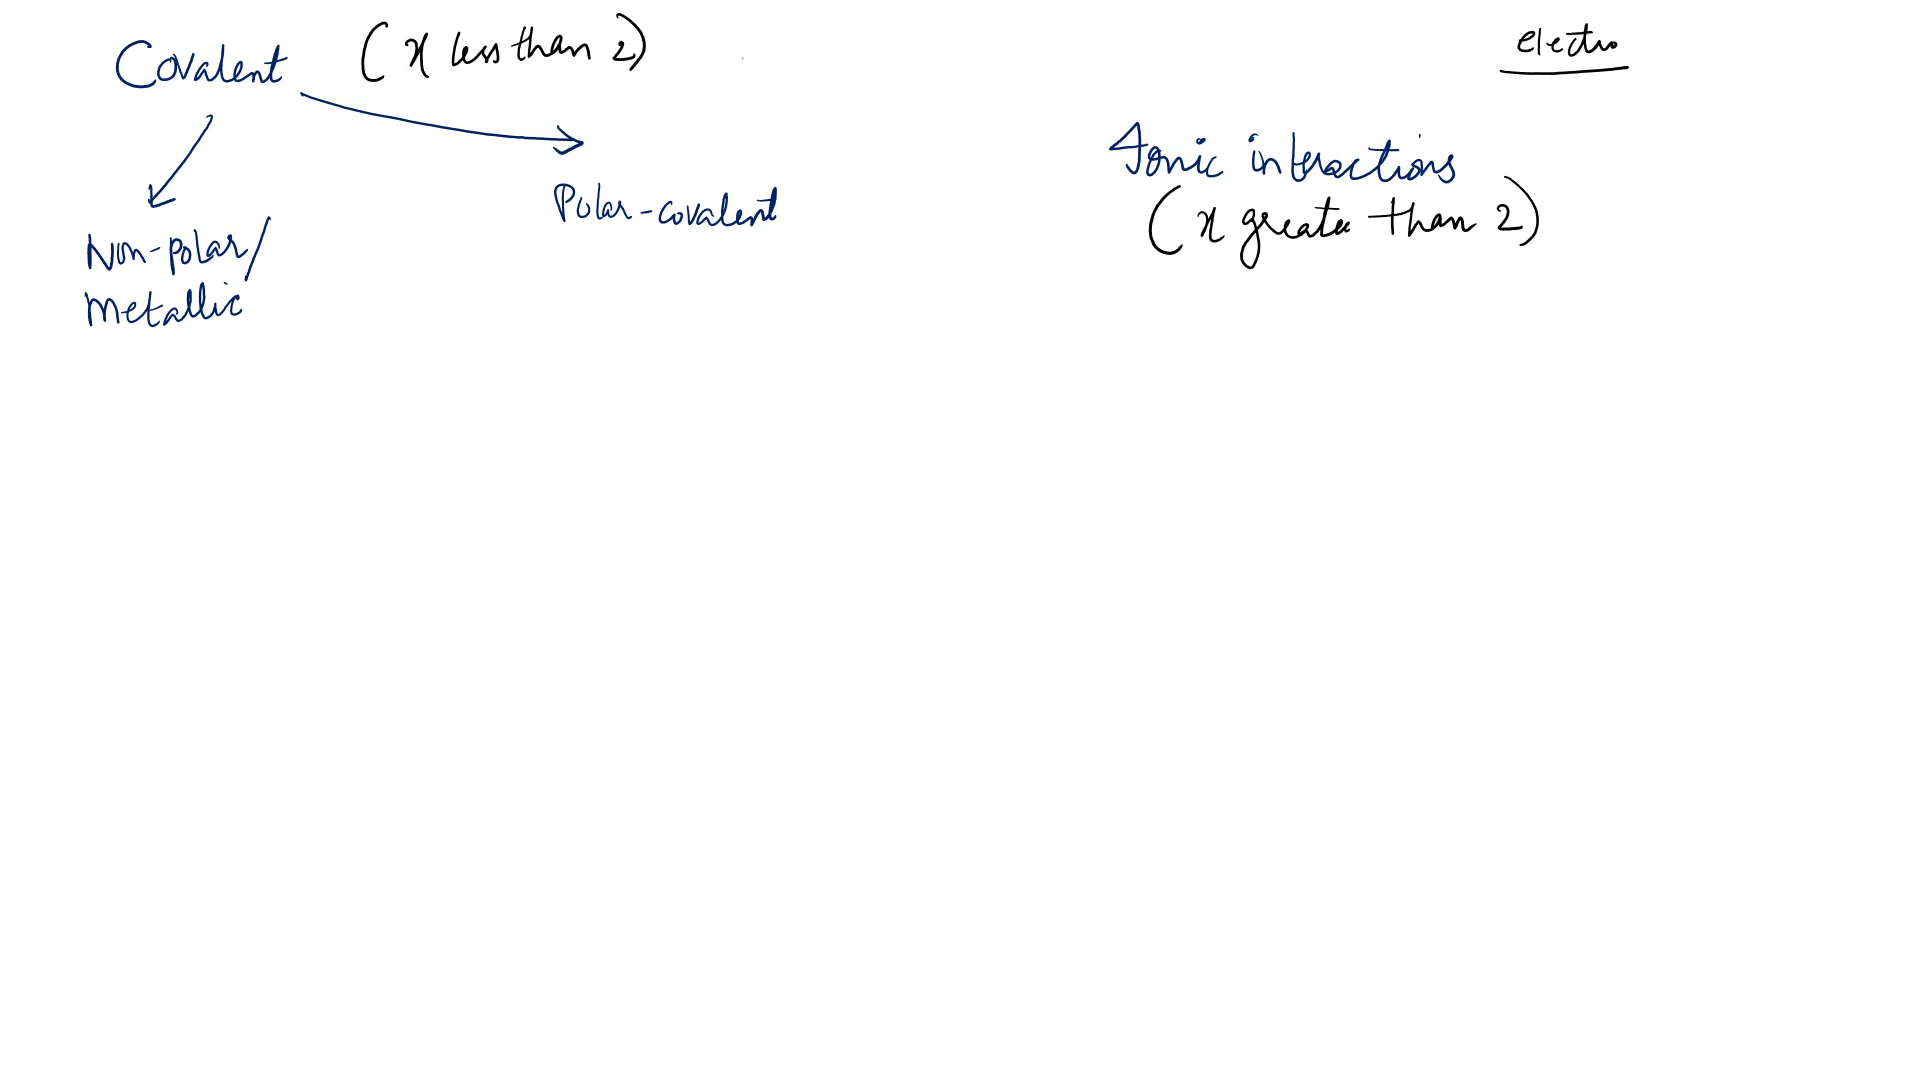 Covalent (x less than 2)
electro
Non-polar/
Metallic
Polar-covalent
Ionic interactions
(x greater than 2)